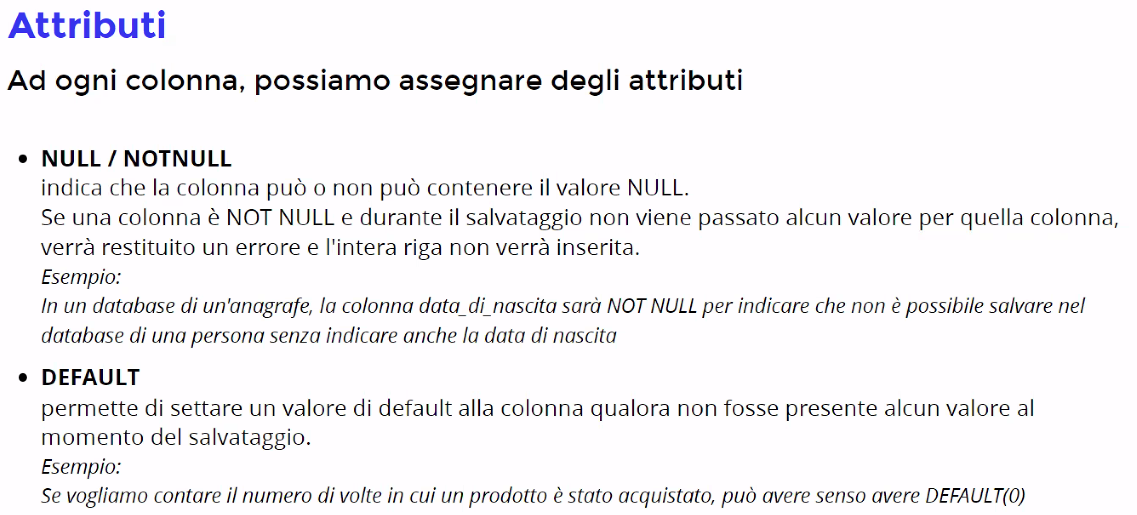 Attributi
Ad ogni colonna, possiamo assegnare degli attributi
• NULL / NOTNULL
indica che la colonna può o non può contenere il valore NULL.
Se una colonna è NOT NULL e durante il salvataggio non viene passato alcun valore per quella colonna,
verrà restituito un errore e l'intera riga non verrà inserita.
Esempio:
In un database di un'anagrafe, la colonna data_di_nascita sarà NOT NULL per indicare che non è possibile salvare nel
database di una persona senza indicare anche la data di nascita
• DEFAULT
permette di settare un valore di default alla colonna qualora non fosse presente alcun valore al
momento del salvataggio.
Esempio:
Se vogliamo contare il numero di volte in cui un prodotto è stato acquistato, può avere senso avere DEFAULT(0)